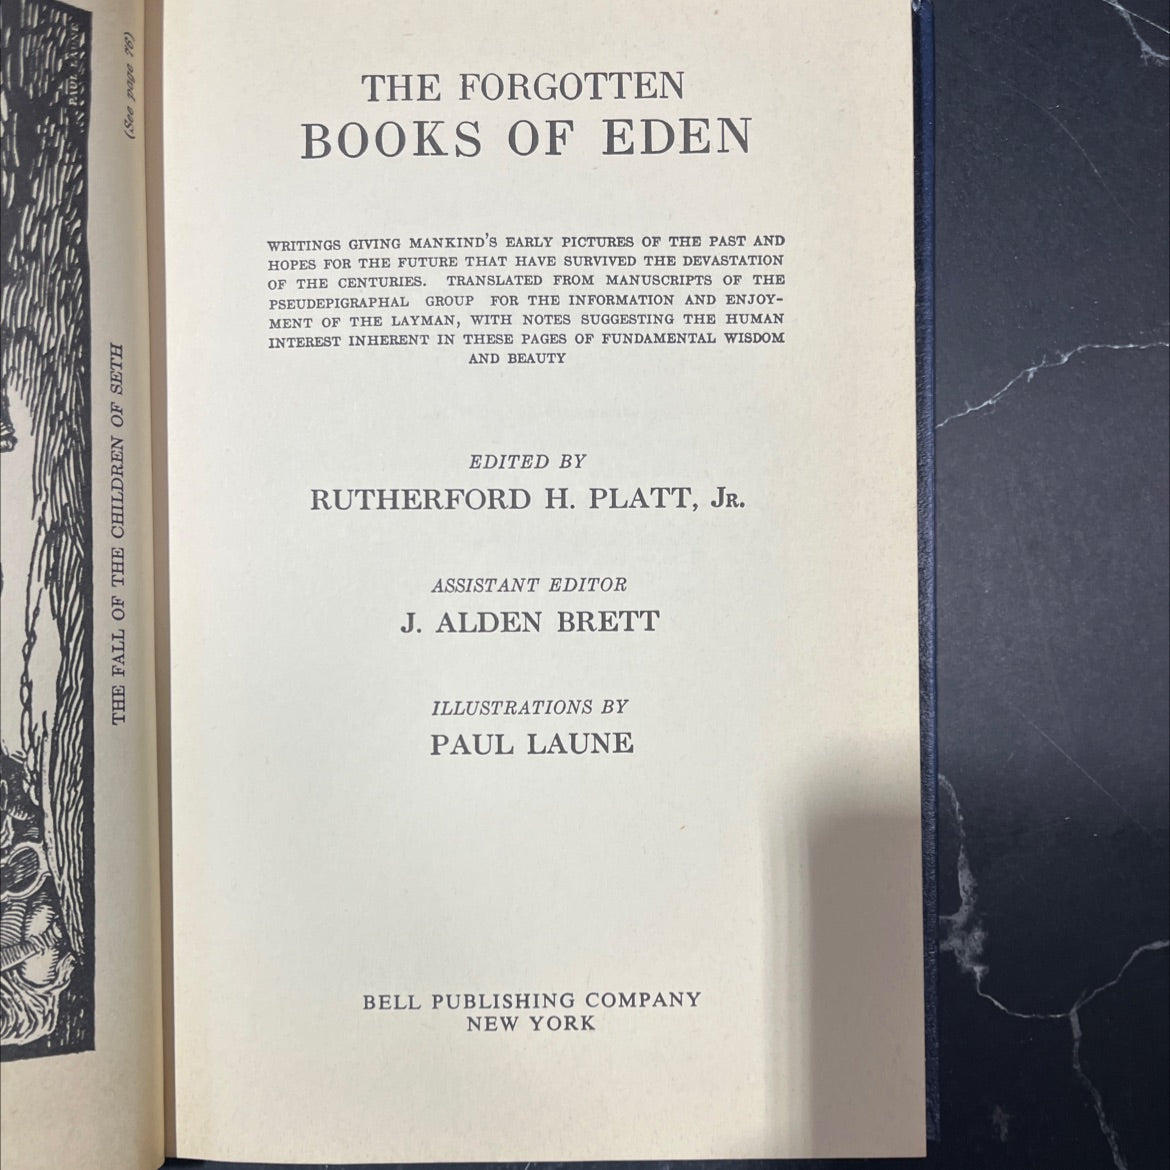 PAUL LAUNE
(See page 76)
THE FALL OF THE CHILDREN OF SETH
THE FORGOTTEN
BOOKS OF EDEN
WRITINGS GIVING MANKIND'S EARLY PICTURES OF THE PAST AND
HOPES FOR THE FUTURE THAT HAVE SURVIVED THE DEVASTATION
OF THE CENTURIES. TRANSLATED FROM MANUSCRIPTS OF THE
PSEUDEPIGRAPHAL GROUP FOR THE INFORMATION AND ENJOY-
MENT OF THE LAYMAN, WITH NOTES SUGGESTING THE HUMAN
INTEREST INHERENT IN THESE PAGES OF FUNDAMENTAL WISDOM
AND BEAUTY
EDITED BY
RUTHERFORD H. PLATT, JR.
ASSISTANT EDITOR
J. ALDEN BRETT
ILLUSTRATIONS BY
PAUL LAUNE
BELL PUBLISHING COMPANY
NEW YORK